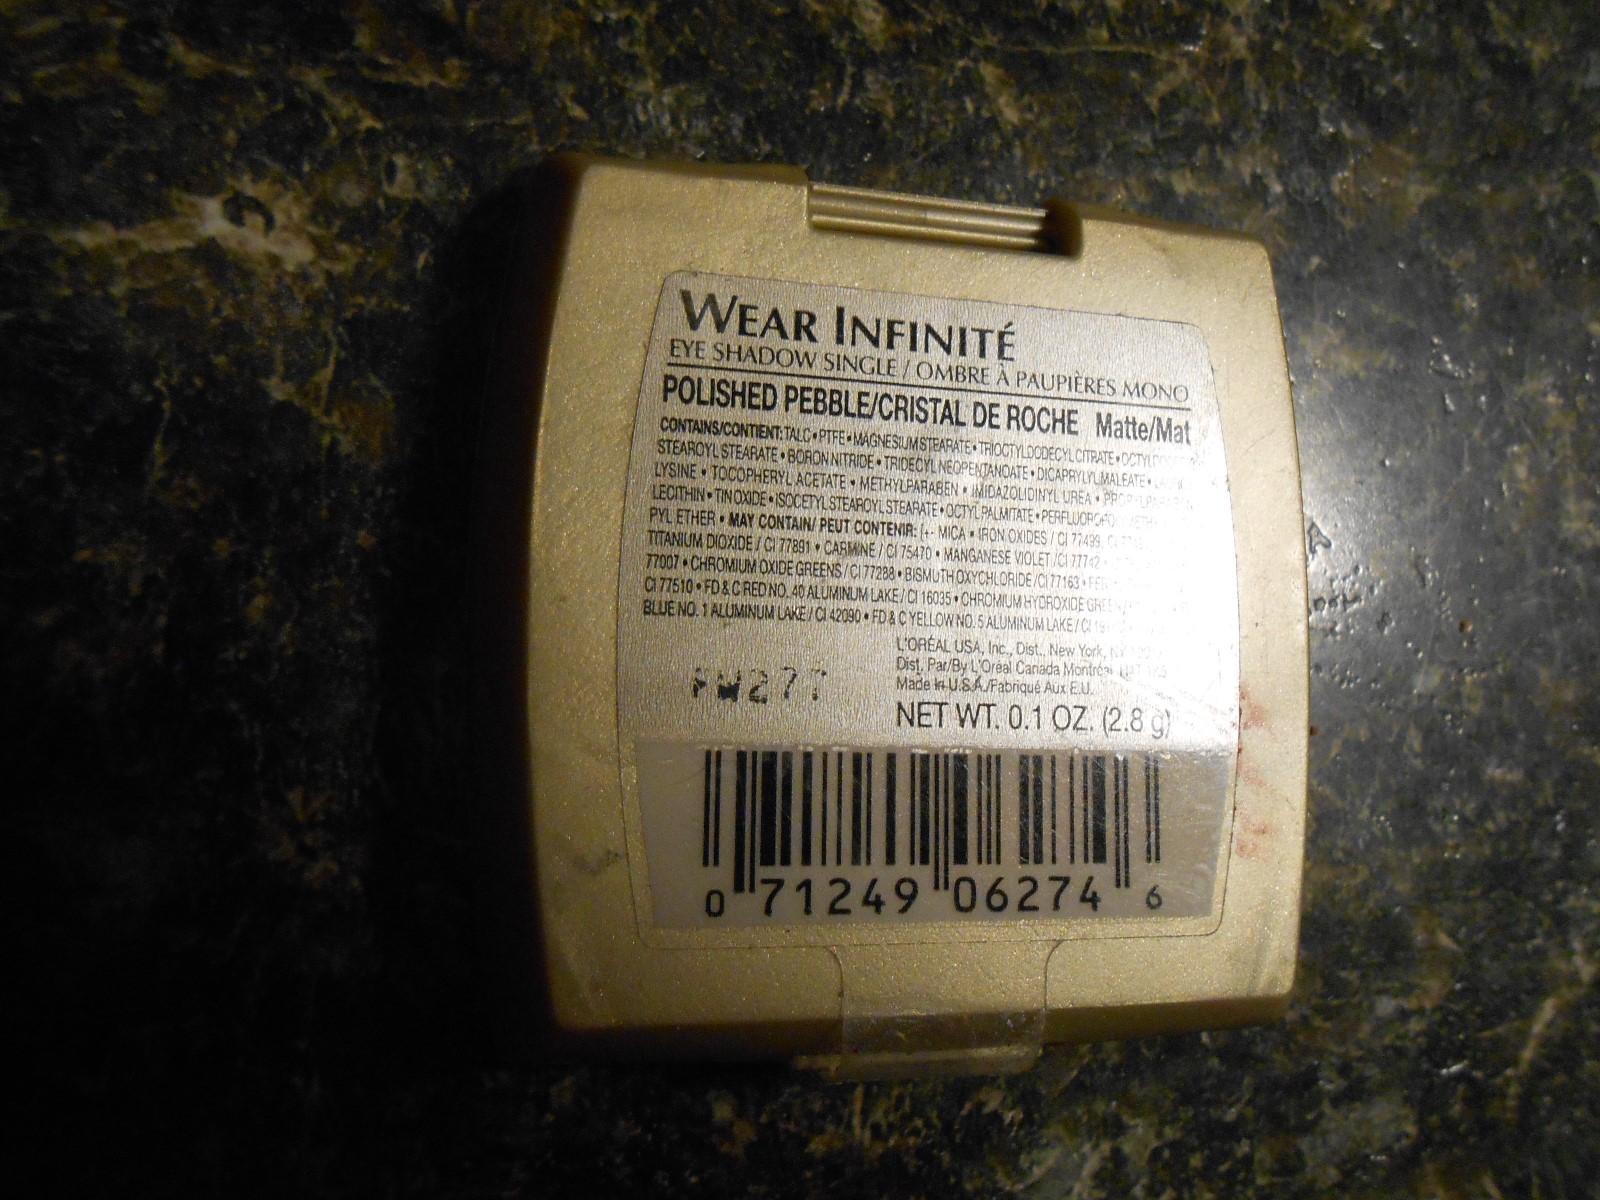 WEAR INFINITÉ
EYE SHADOW SINGLE / OMBRE À PAUPIÈRES MONO
POLISHED PEBBLE/CRISTAL DE ROCHE Matte/Mat
CONTAINS/CONTIENT: TALC • PTFE • MAGNESIUM STEARATE • TRIOCTYLDODECYL CITRATE •
STEAROYL STEARATE • BORON NITRIDE • TRIDECYL NEOPENTANOATE • DICAPRYLYL MALEATE •
LYSINE • TOCOPHERYL ACETATE • METHYLPARABEN • IMIDAZOLIDINYL UREA • PROPYLPARABEN
LECITHIN • TIN OXIDE • ISOCETYL STEAROYL STEARATE • OCTYL PALMITATE •
PYL ETHER • MAY CONTAIN/ PEUT CONTENIR: (+- MICA • IRON OXIDES / CI 77499,
TITANIUM DIOXIDE / CI 77891 • CARMINE / CI 75470 • MANGANESE VIOLET / CI 77742 •
77007 • CHROMIUM OXIDE GREENS / CI 77288 • BISMUTH OXYCHLORIDE / CI 77163 •
CI 77510 • FD & C RED NO. 40 ALUMINUM LAKE / CI 16035 • CHROMIUM HYDROXIDE GREEN
BLUE NO. 1 ALUMINUM LAKE / CI 42090 • FD & C YELLOW NO. 5 ALUMINUM LAKE /
L'ORÉAL USA, Inc., Dist., New York,
Dist. Par/By L'Oréal Canada Montréal
Made in U.S.A./Fabriqué Aux E.U.
FW277
NET WT. 0.1 OZ. (2.8 g)
0 71249 06274 6